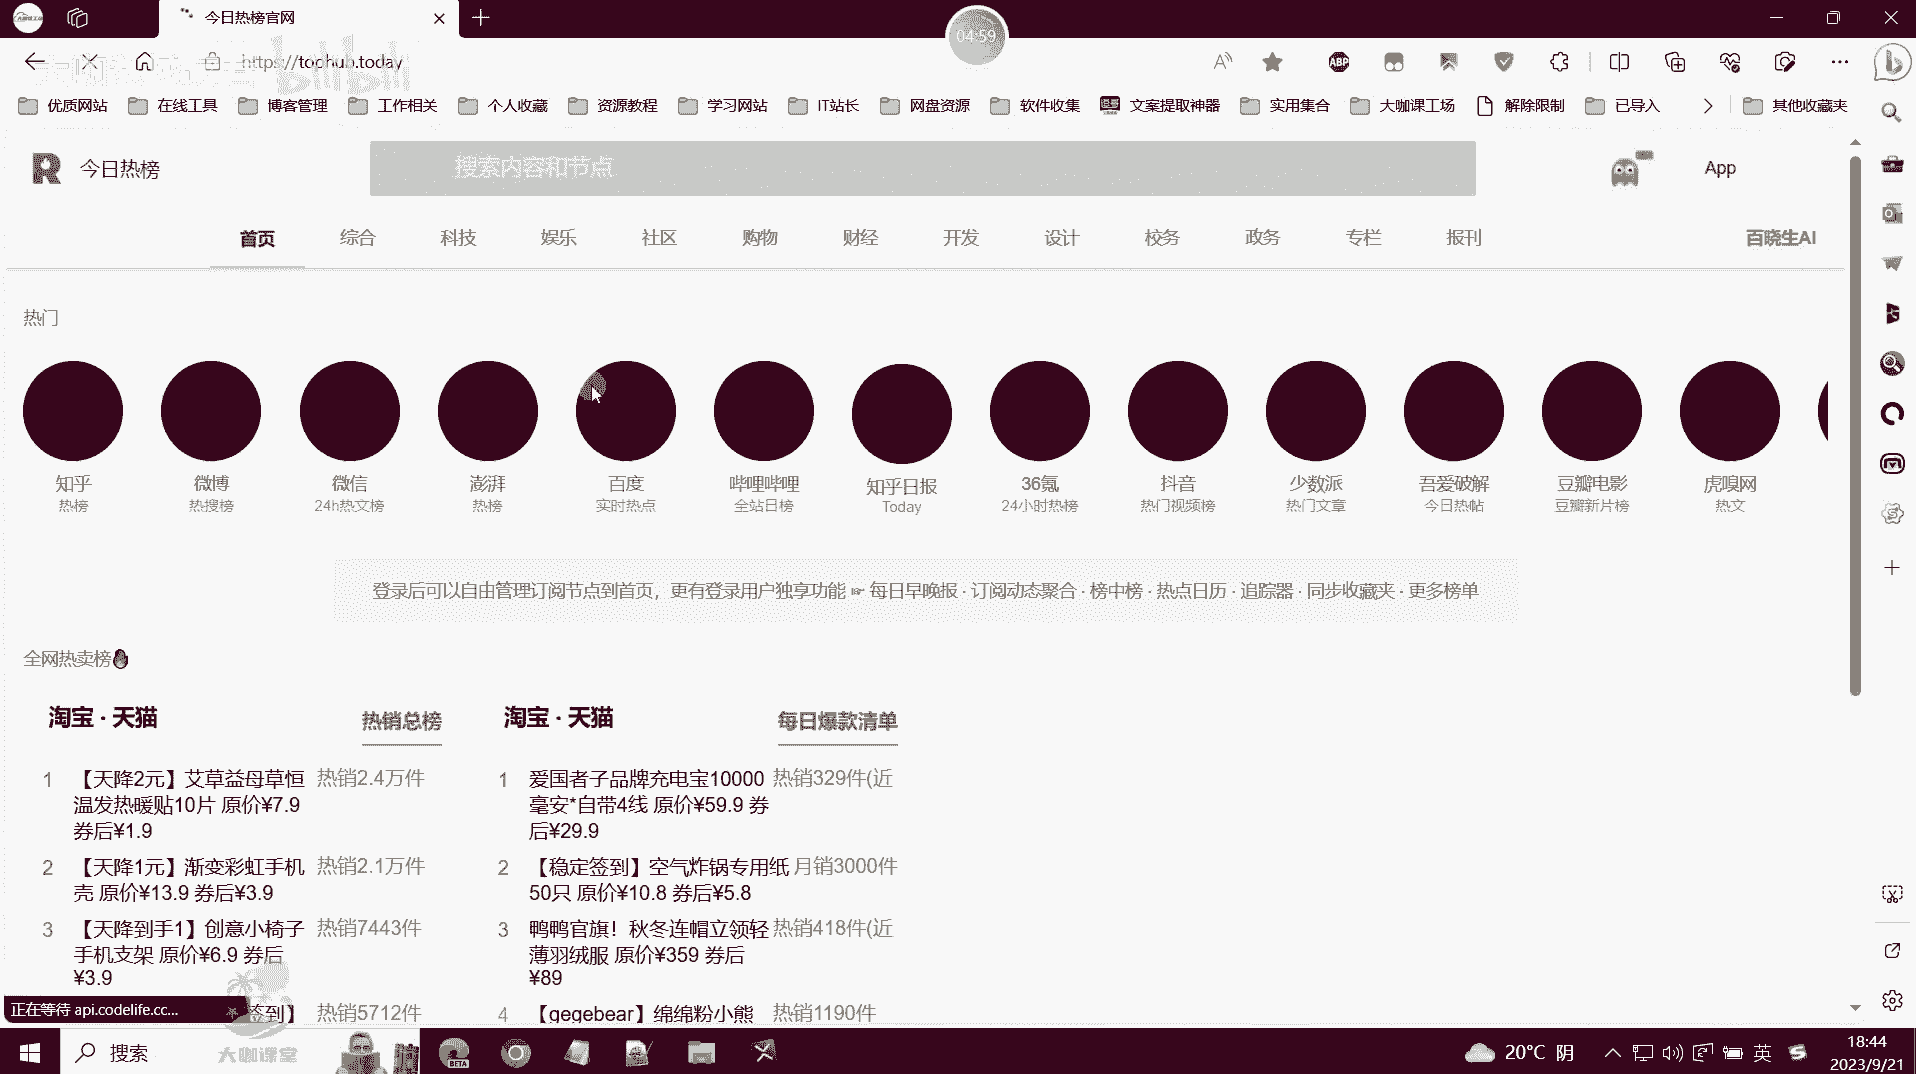 今日热榜官网
04:59
https://tophub.today
bilibili
ABP
优质网站 在线工具 博客管理 工作相关 个人收藏 资源教程 学习网站 IT站长 网盘资源 软件收集 文案提取神器 实用集合 大咖课工场 解除限制 已导入 其他收藏夹
今日热榜
搜索内容和节点
App
首页 综合 科技 娱乐 社区 购物 财经 开发 设计 校务 政务 专栏 报刊 百晓生AI
热门
知乎 微博 微信 澎湃 百度 哔哩哔哩 知乎日报 36氪 抖音 少数派 吾爱破解 豆瓣电影 虎嗅网
热榜 热搜榜 24h热文榜 热榜 实时热点 全站日榜 Today 24小时热榜 热门视频榜 热门文章 今日热帖 豆瓣新片榜 热文
登录后可以自由管理订阅节点到首页，更有登录用户独享功能 ☞ 每日早晚报 · 订阅动态聚合 · 榜中榜 · 热点日历 · 追踪器 · 同步收藏夹 · 更多榜单
全网热卖榜
淘宝 · 天猫 热销总榜
1 【天降2元】艾草益母草恒 热销2.4万件
温发热暖贴10片 原价¥7.9
券后¥1.9
2 【天降1元】渐变彩虹手机 热销2.1万件
壳 原价¥13.9 券后¥3.9
3 【天降到手1】创意小椅子 热销7443件
手机支架 原价¥6.9 券后
¥3.9
签到】 热销5712件
淘宝 · 天猫 每日爆款清单
1 爱国者子品牌充电宝10000 热销329件(近
毫安*自带4线 原价¥59.9 券
后¥29.9
2 【稳定签到】空气炸锅专用纸 月销3000件
50只 原价¥10.8 券后¥5.8
3 鸭鸭官旗！秋冬连帽立领轻 热销418件(近
薄羽绒服 原价¥359 券后
¥89
4 【gegebear】绵绵粉小熊 热销1190件
正在等待 api.codelife.cc...
大咖课堂
搜索
BETA
20°C 阴
英
18:44
2023/9/21